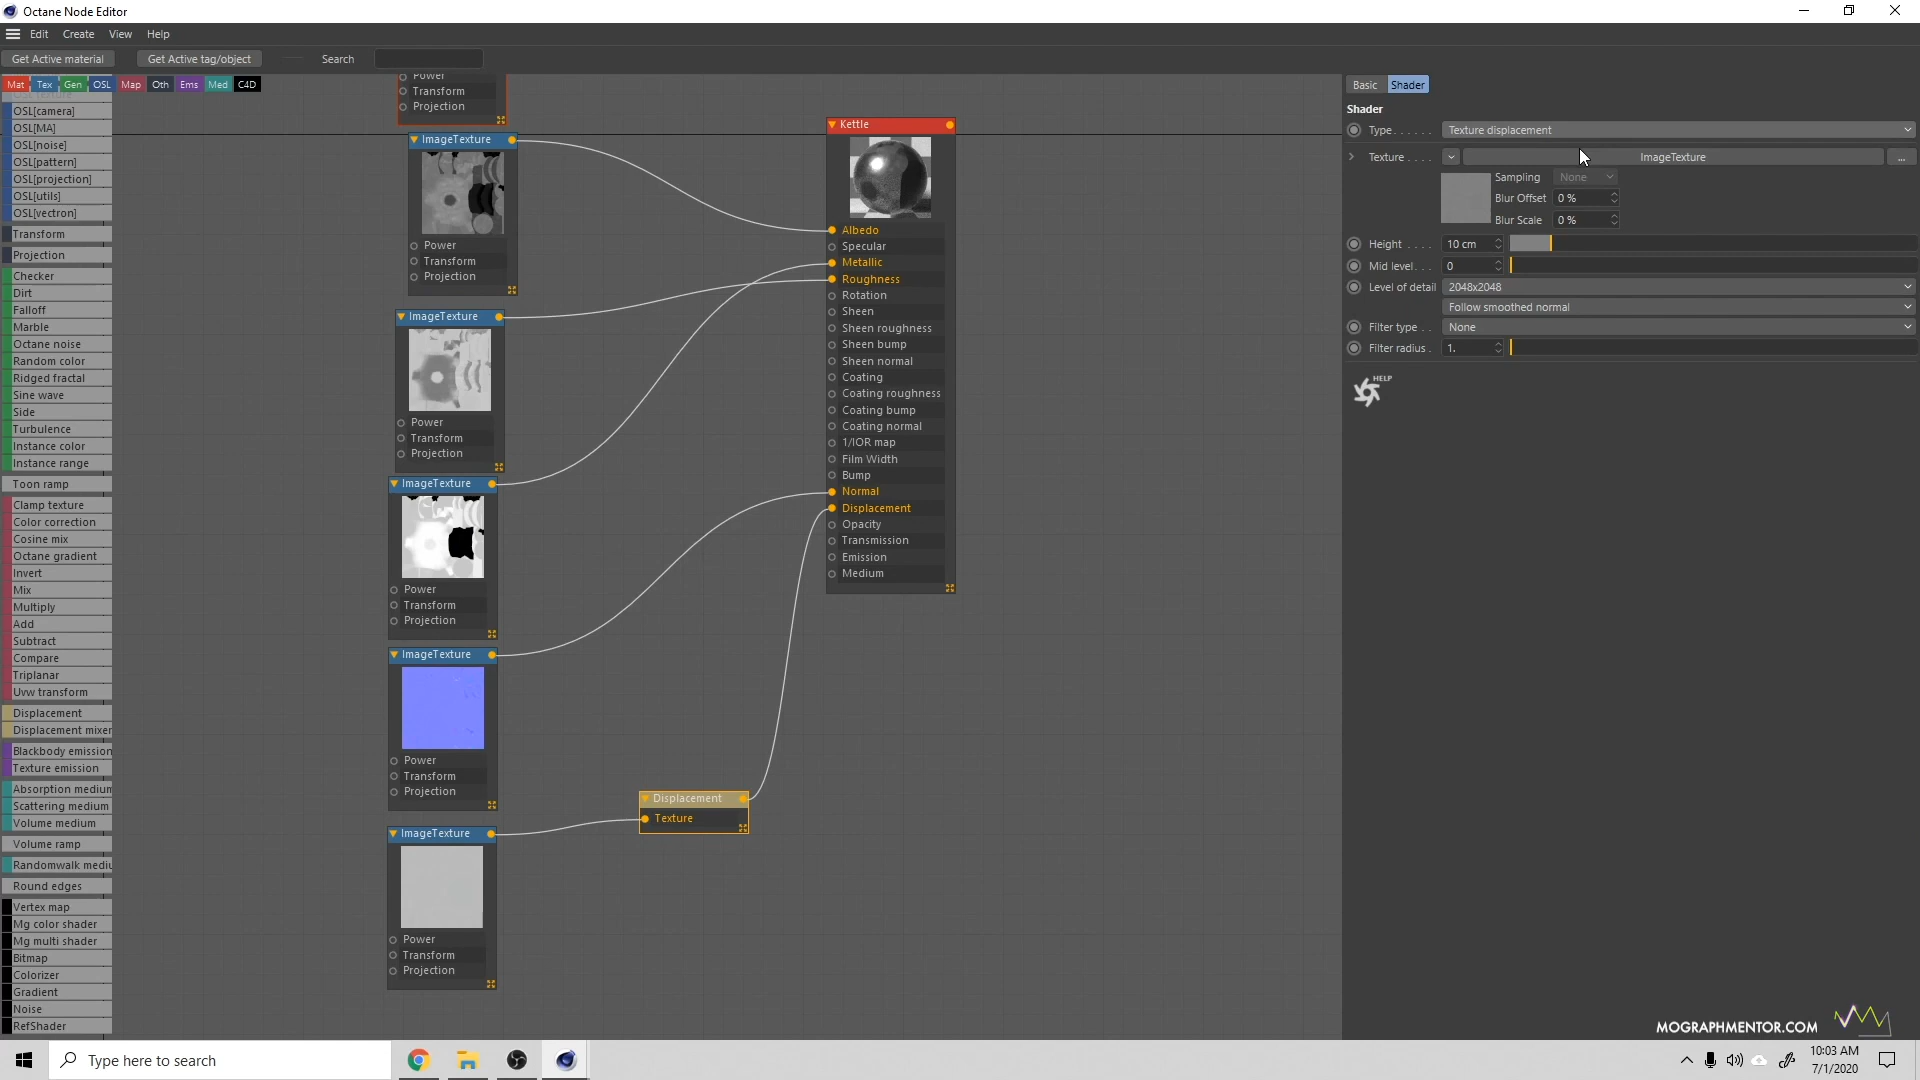 Octane Node Editor
Edit Create View Help
Get Active material Get Active tag/object Search
Mat Tex Gen OSL Map Oth Ems Med C4D
OSL[camera]
OSL[MA]
OSL[noise]
OSL[pattern]
OSL[projection]
OSL[utils]
OSL[vectron]
Transform
Projection
Checker
Dirt
Falloff
Marble
Octane noise
Random color
Ridged fractal
Sine wave
Side
Turbulence
Instance color
Instance range
Toon ramp
Clamp texture
Color correction
Cosine mix
Octane gradient
Invert
Mix
Multiply
Add
Subtract
Compare
Triplanar
Uvw transform
Displacement
Displacement mixer
Blackbody emission
Texture emission
Absorption medium
Scattering medium
Volume medium
Volume ramp
Randomwalk mediu
Round edges
Vertex map
Mg color shader
Mg multi shader
Bitmap
Colorizer
Gradient
Noise
RefShader
Power
Transform
Projection
ImageTexture
Power
Transform
Projection
ImageTexture
Power
Transform
Projection
ImageTexture
Power
Transform
Projection
ImageTexture
Power
Transform
Projection
ImageTexture
Power
Transform
Projection
Displacement
Texture
Kettle
Albedo
Specular
Metallic
Roughness
Rotation
Sheen
Sheen roughness
Sheen bump
Sheen normal
Coating
Coating roughness
Coating bump
Coating normal
1/IOR map
Film Width
Bump
Normal
Displacement
Opacity
Transmission
Emission
Medium
Basic Shader
Shader
Type . . . . . . Texture displacement
Texture . . . . ImageTexture ...
Sampling None
Blur Offset 0 %
Blur Scale 0 %
Height . . . . 10 cm
Mid level. . . 0
Level of detail 2048x2048
Follow smoothed normal
Filter type . . None
Filter radius . 1.
HELP
MOGRAPHMENTOR.COM
Type here to search
10:03 AM
7/1/2020